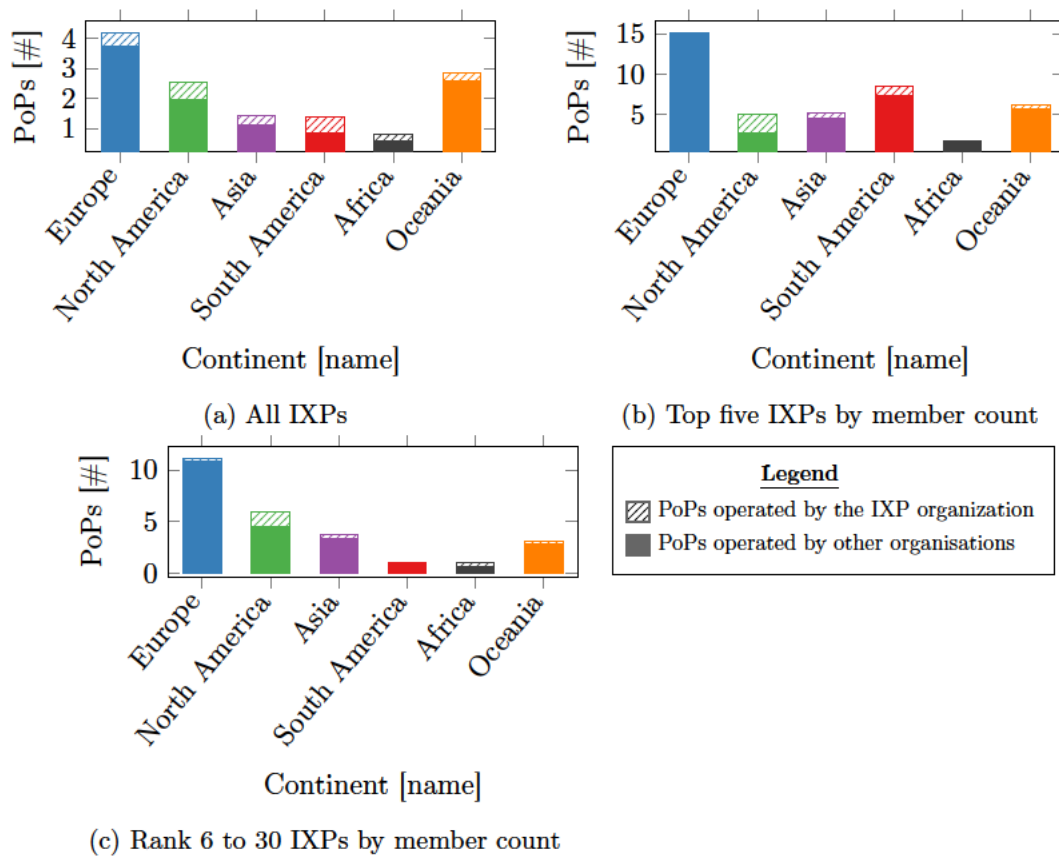 PoPs [#]
4
3
2
1
Europe
North America
Asia
South America
Africa
Oceania
Continent [name]
(a) All IXPs
PoPs [#]
15
10
5
Europe
North America
Asia
South America
Africa
Oceania
Continent [name]
(b) Top five IXPs by member count
PoPs [#]
10
5
0
Europe
North America
Asia
South America
Africa
Oceania
Continent [name]
(c) Rank 6 to 30 IXPs by member count
Legend
PoPs operated by the IXP organization
PoPs operated by other organisations